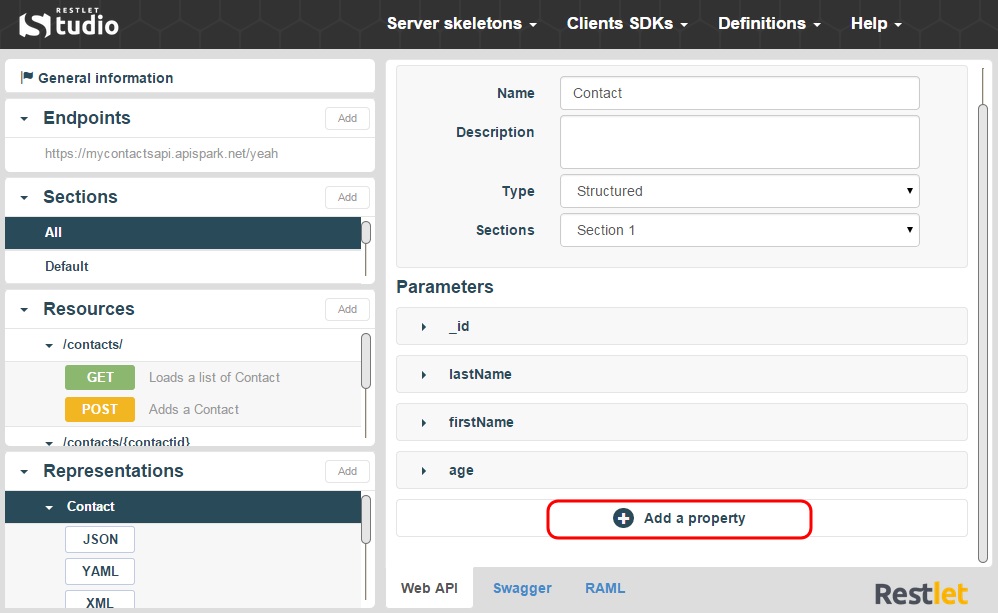 RESTLET
Studio
Server skeletons
Clients SDKs
Definitions
Help
General information
Endpoints
Add
https://mycontactsapi.apispark.net/yeah
Sections
Add
All
Default
Resources
Add
/contacts/
GET Loads a list of Contact
POST Adds a Contact
/contacts/{contactid}
Representations
Add
Contact
JSON
YAML
XML
Name Contact
Description
Type Structured
Sections Section 1
Parameters
_id
lastName
firstName
age
Add a property
Web API Swagger RAML
Restlet